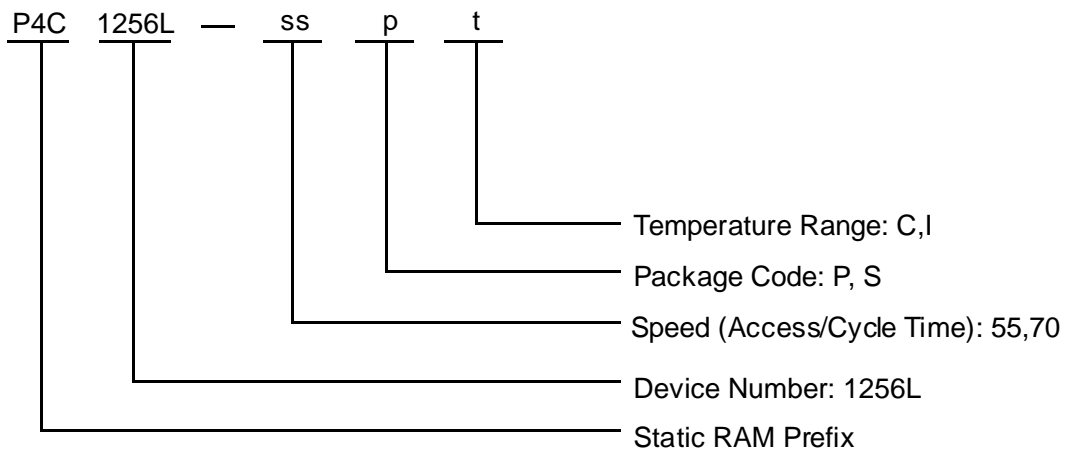 P4C 1256L — ss p t
Temperature Range: C,I
Package Code: P, S
Speed (Access/Cycle Time): 55,70
Device Number: 1256L
Static RAM Prefix